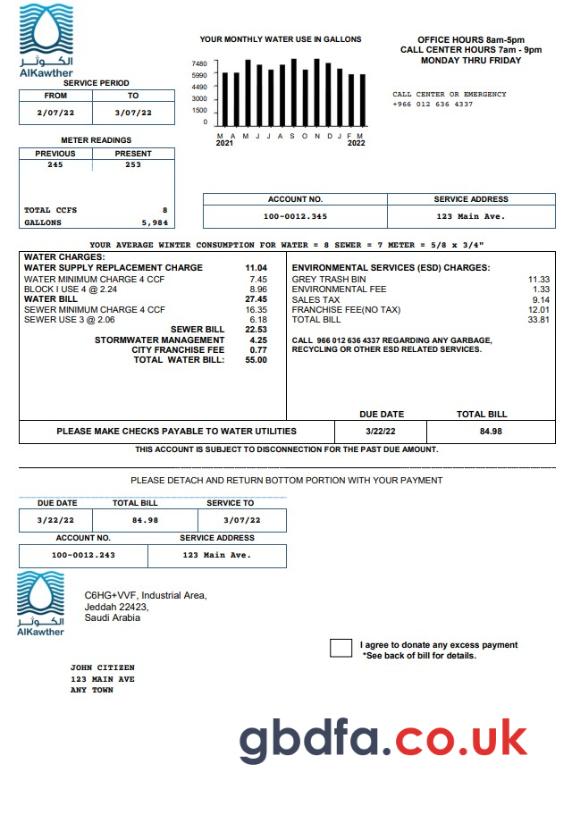 الكوثر
AlKawther
YOUR MONTHLY WATER USE IN GALLONS
OFFICE HOURS 8am-5pm
CALL CENTER HOURS 7am - 9pm
MONDAY THRU FRIDAY
7480
5990
4490
3000
1500
0
M A M J J A S O N D J F M
2021 2022
CALL CENTER OR EMERGENCY
+966 012 636 4337
SERVICE PERIOD
FROM TO
2/07/22 3/07/22
METER READINGS
PREVIOUS PRESENT
245 253
TOTAL CCFS 8
GALLONS 5,984
ACCOUNT NO. SERVICE ADDRESS
100-0012.345 123 Main Ave.
YOUR AVERAGE WINTER CONSUMPTION FOR WATER = 8 SEWER = 7 METER = 5/8 x 3/4"
WATER CHARGES:
WATER SUPPLY REPLACEMENT CHARGE 11.04
WATER MINIMUM CHARGE 4 CCF 7.45
BLOCK I USE 4 @ 2.24 8.96
WATER BILL 27.45
SEWER MINIMUM CHARGE 4 CCF 16.35
SEWER USE 3 @ 2.06 6.18
SEWER BILL 22.53
STORMWATER MANAGEMENT 4.25
CITY FRANCHISE FEE 0.77
TOTAL WATER BILL: 55.00
ENVIRONMENTAL SERVICES (ESD) CHARGES:
GREY TRASH BIN 11.33
ENVIRONMENTAL FEE 1.33
SALES TAX 9.14
FRANCHISE FEE(NO TAX) 12.01
TOTAL BILL 33.81
CALL 966 012 636 4337 REGARDING ANY GARBAGE,
RECYCLING OR OTHER ESD RELATED SERVICES.
DUE DATE TOTAL BILL
PLEASE MAKE CHECKS PAYABLE TO WATER UTILITIES 3/22/22 84.98
THIS ACCOUNT IS SUBJECT TO DISCONNECTION FOR THE PAST DUE AMOUNT.
PLEASE DETACH AND RETURN BOTTOM PORTION WITH YOUR PAYMENT
DUE DATE TOTAL BILL SERVICE TO
3/22/22 84.98 3/07/22
ACCOUNT NO. SERVICE ADDRESS
100-0012.243 123 Main Ave.
الكوثر
AlKawther
C6HG+VVF, Industrial Area,
Jeddah 22423,
Saudi Arabia
I agree to donate any excess payment
*See back of bill for details.
JOHN CITIZEN
123 MAIN AVE
ANY TOWN
gbdfa.co.uk